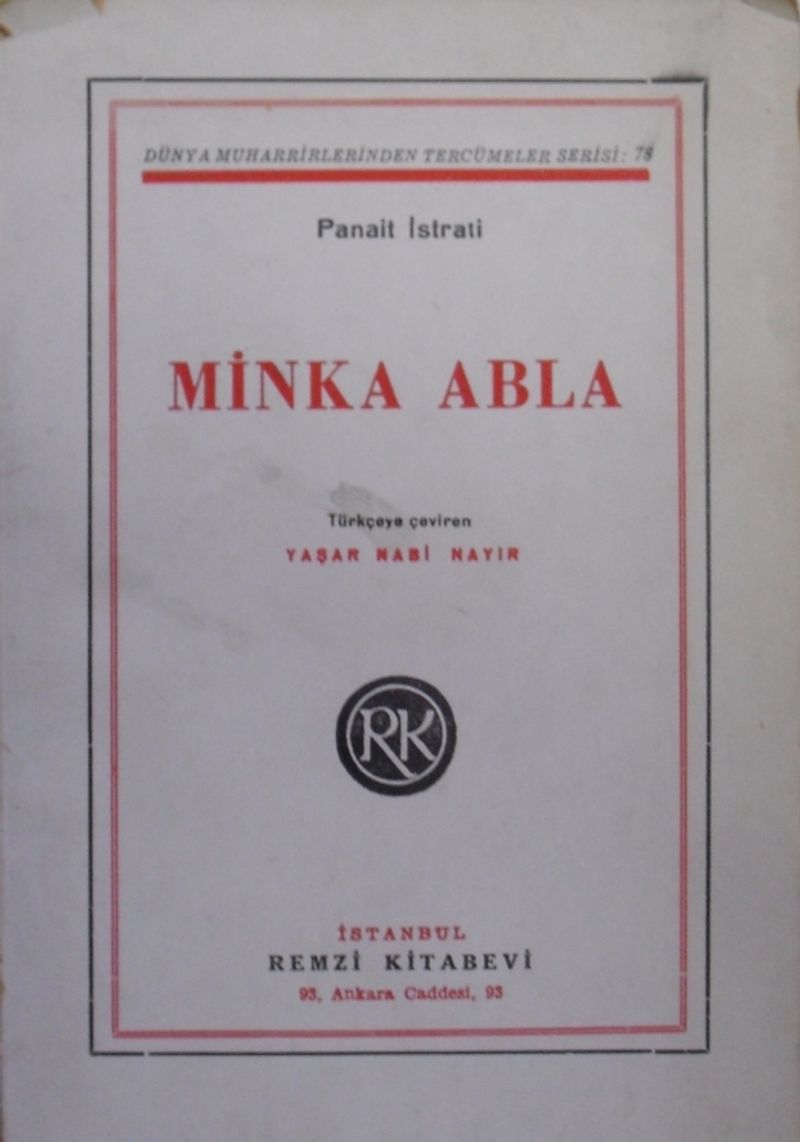 DÜNYA MUHARRİRLERİNDEN TERCÜMELER SERİSİ: 78
Panait İstrati
MİNKA ABLA
Türkçeye çeviren
YAŞAR NABİ NAYIR
RK
İSTANBUL
REMZİ KİTABEVİ
93, Ankara Caddesi, 93